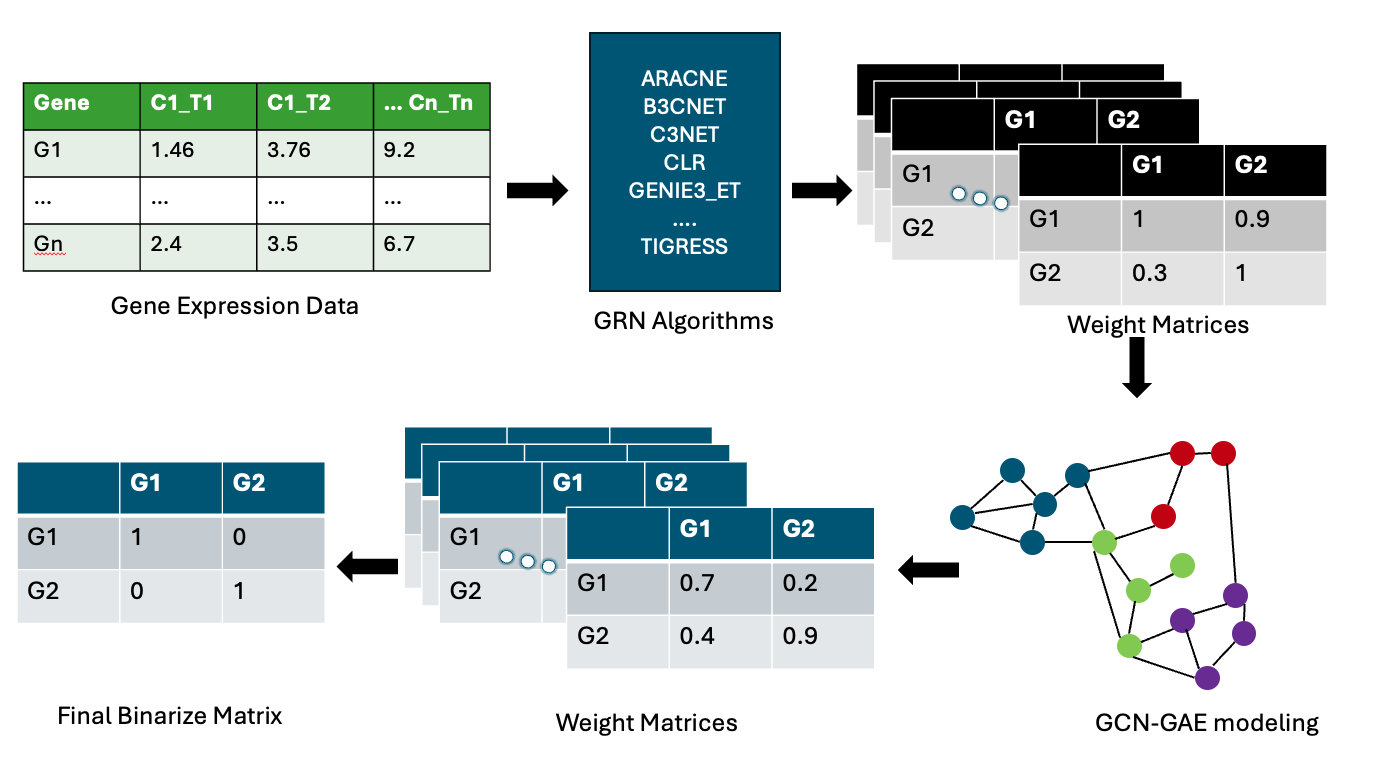 Gene C1_T1 C1_T2 ... Cn_Tn
G1 1.46 3.76 9.2
... ... ... ...
Gn 2.4 3.5 6.7
Gene Expression Data
ARACNE
B3CNET
C3NET
CLR
GENIE3_ET
....
TIGRESS
GRN Algorithms
G1 G2
G1
G2
G1 G2
G1 1 0.9
G2 0.3 1
Weight Matrices
G1 G2
G1 1 0
G2 0 1
Final Binarize Matrix
G1 G2
G1
G2
G1 G2
G1 0.7 0.2
G2 0.4 0.9
Weight Matrices
GCN-GAE modeling